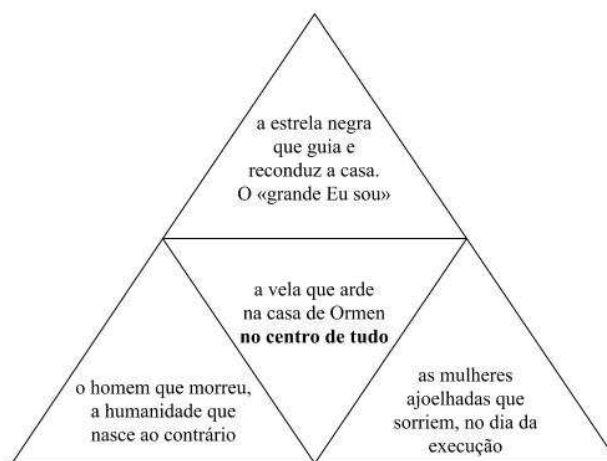 a estrela negra
que guia e
reconduz a casa.
O «grande Eu sou»
a vela que arde
na casa de Ormen
no centro de tudo
o homem que morreu,
a humanidade que
nasce ao contrário
as mulheres
ajoelhadas que
sorriem, no dia da
execução